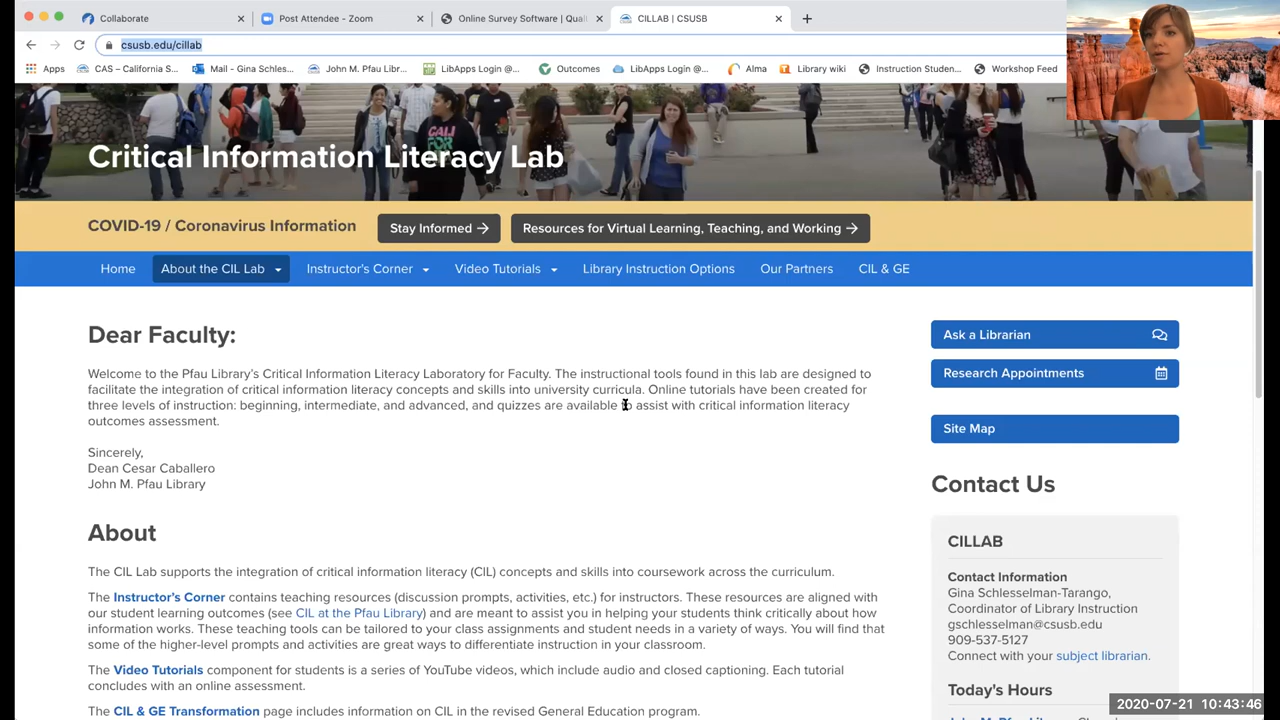 Collaborate
Post Attendee - Zoom
Online Survey Software | Qual
CILLAB | CSUSB
csusb.edu/cillab
Apps
CAS – California S...
Mail - Gina Schles...
John M. Pfau Libr...
LibApps Login @...
Outcomes
LibApps Login @...
Alma
Library wiki
Instruction Studen...
Workshop Feed
CALI
FOR
Critical Information Literacy Lab
COVID-19 / Coronavirus Information
Stay Informed →
Resources for Virtual Learning, Teaching, and Working →
Home
About the CIL Lab
Instructor's Corner
Video Tutorials
Library Instruction Options
Our Partners
CIL & GE
Dear Faculty:
Welcome to the Pfau Library's Critical Information Literacy Laboratory for Faculty. The instructional tools found in this lab are designed to
facilitate the integration of critical information literacy concepts and skills into university curricula. Online tutorials have been created for
three levels of instruction: beginning, intermediate, and advanced, and quizzes are available to assist with critical information literacy
outcomes assessment.
Sincerely,
Dean Cesar Caballero
John M. Pfau Library
About
The CIL Lab supports the integration of critical information literacy (CIL) concepts and skills into coursework across the curriculum.
The Instructor's Corner contains teaching resources (discussion prompts, activities, etc.) for instructors. These resources are aligned with
our student learning outcomes (see CIL at the Pfau Library) and are meant to assist you in helping your students think critically about how
information works. These teaching tools can be tailored to your class assignments and student needs in a variety of ways. You will find that
some of the higher-level prompts and activities are great ways to differentiate instruction in your classroom.
The Video Tutorials component for students is a series of YouTube videos, which include audio and closed captioning. Each tutorial
concludes with an online assessment.
The CIL & GE Transformation page includes information on CIL in the revised General Education program.
Ask a Librarian
Research Appointments
Site Map
Contact Us
CILLAB
Contact Information
Gina Schlesselman-Tarango,
Coordinator of Library Instruction
gschlesselman@csusb.edu
909-537-5127
Connect with your subject librarian.
Today's Hours
2020-07-21 10:43:46